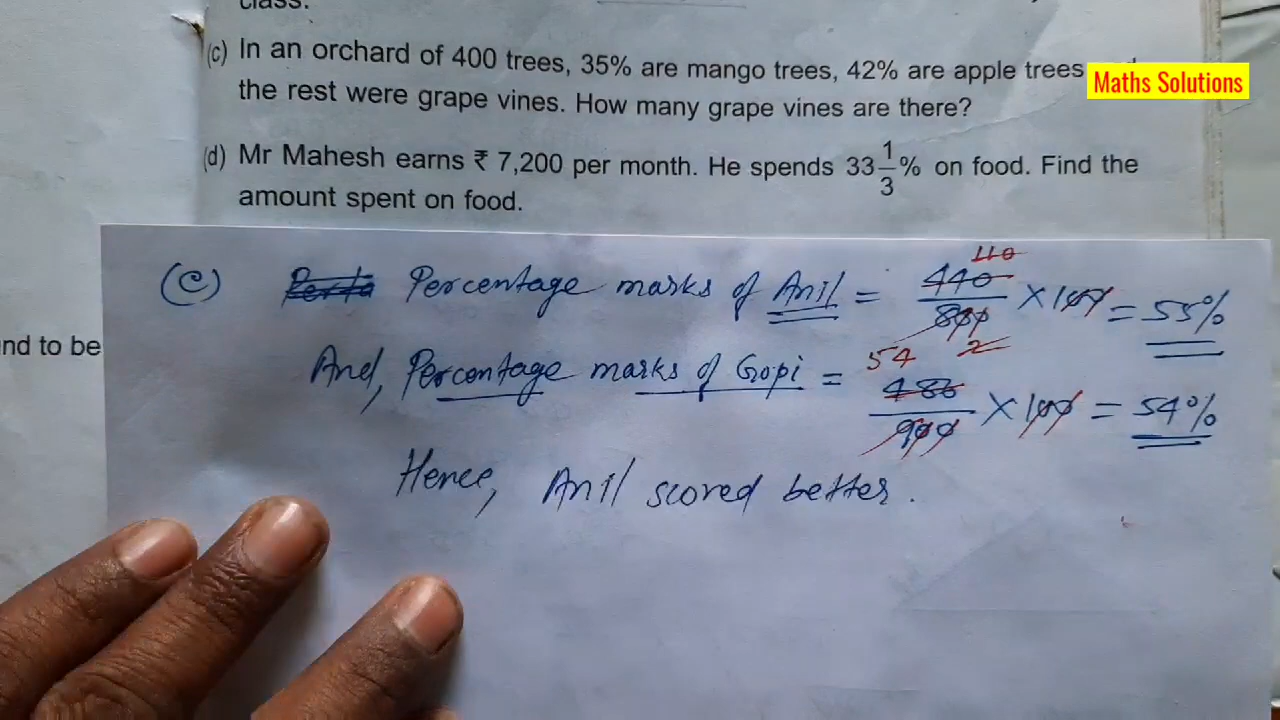 class.
(c) In an orchard of 400 trees, 35% are mango trees, 42% are apple trees
Maths Solutions
the rest were grape vines. How many grape vines are there?
(d) Mr Mahesh earns ₹ 7,200 per month. He spends 33 1/3 % on food. Find the
amount spent on food.
(e) Percentage marks of Anil = 440/800 × 100 = 55%
110
2
nd to be
And, Percentage marks of Gopi = 486/900 × 100 = 54%
54
Hence, Anil scored better.